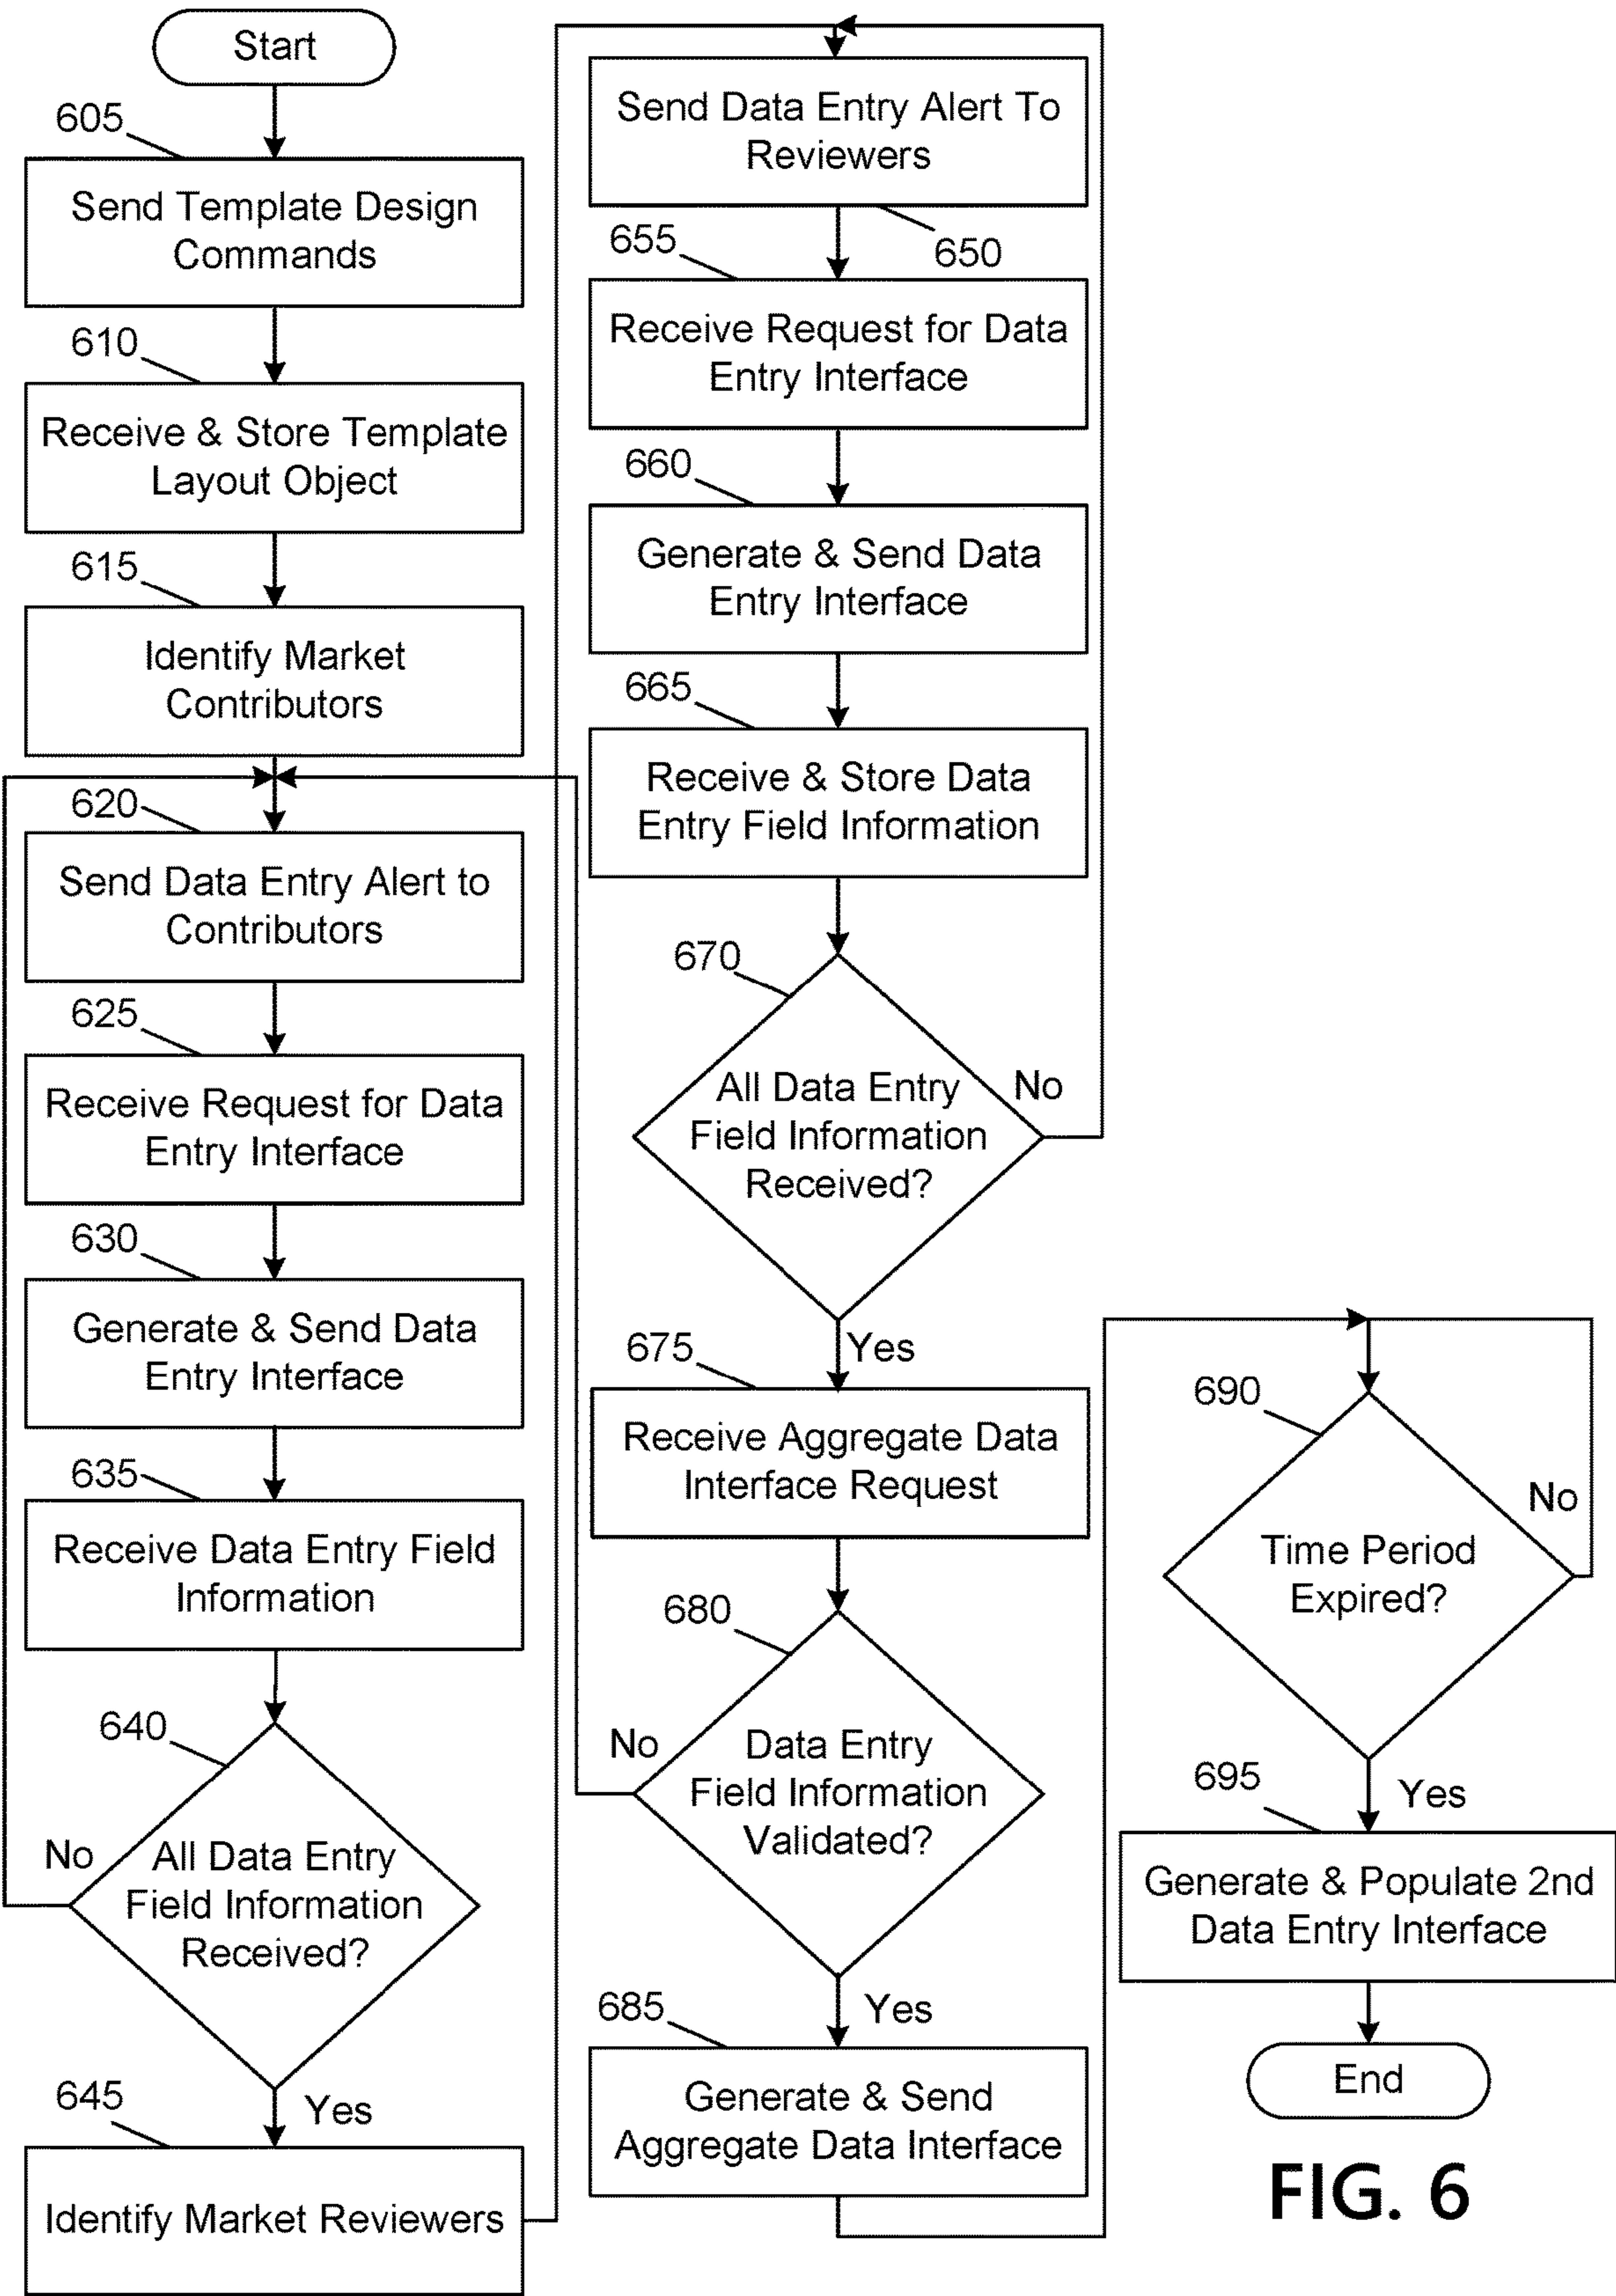 Start
605
Send Template Design
Commands
610
Receive & Store Template
Layout Object
615
Identify Market
Contributors
620
Send Data Entry Alert to
Contributors
625
Receive Request for Data
Entry Interface
630
Generate & Send Data
Entry Interface
635
Receive Data Entry Field
Information
640
No
All Data Entry
Field Information
Received?
Yes
645
Identify Market Reviewers
Send Data Entry Alert To
Reviewers
650
655
Receive Request for Data
Entry Interface
660
Generate & Send Data
Entry Interface
665
Receive & Store Data
Entry Field Information
670
All Data Entry
Field Information
Received?
No
Yes
675
Receive Aggregate Data
Interface Request
680
No
Data Entry
Field Information
Validated?
Yes
685
Generate & Send
Aggregate Data Interface
690
Time Period
Expired?
No
Yes
695
Generate & Populate 2nd
Data Entry Interface
End
FIG. 6